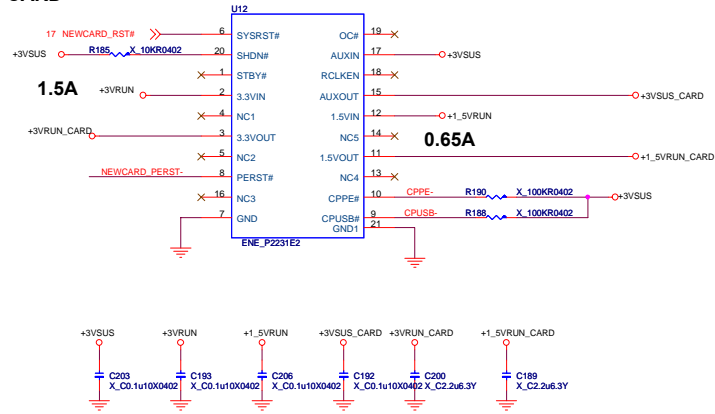 U12
17 NEWCARD_RST#
6 SYSRST#
OC# 19
+3VSUS
R185 X_10KR0402
20 SHDN#
AUXIN 17
+3VSUS
1 STBY#
RCLKEN 18
1.5A
+3VRUN
2 3.3VIN
AUXOUT 15
+3VSUS_CARD
4 NC1
1.5VIN 12
+1_5VRUN
+3VRUN_CARD
3 3.3VOUT
NC5 14
0.65A
5 NC2
1.5VOUT 11
+1_5VRUN_CARD
NEWCARD_PERST-
8 PERST#
NC4 13
16 NC3
CPPE# 10
CPPE-
R190 X_100KR0402
+3VSUS
7 GND
CPUSB# 9
CPUSB-
R188 X_100KR0402
GND1 21
ENE_P2231E2
+3VSUS
+3VRUN
+1_5VRUN
+3VSUS_CARD
+3VRUN_CARD
+1_5VRUN_CARD
C203
X_C0.1u10X0402
C193
X_C0.1u10X0402
C206
X_C0.1u10X0402
C192
X_C0.1u10X0402
C200
X_C2.2u6.3Y
C189
X_C2.2u6.3Y